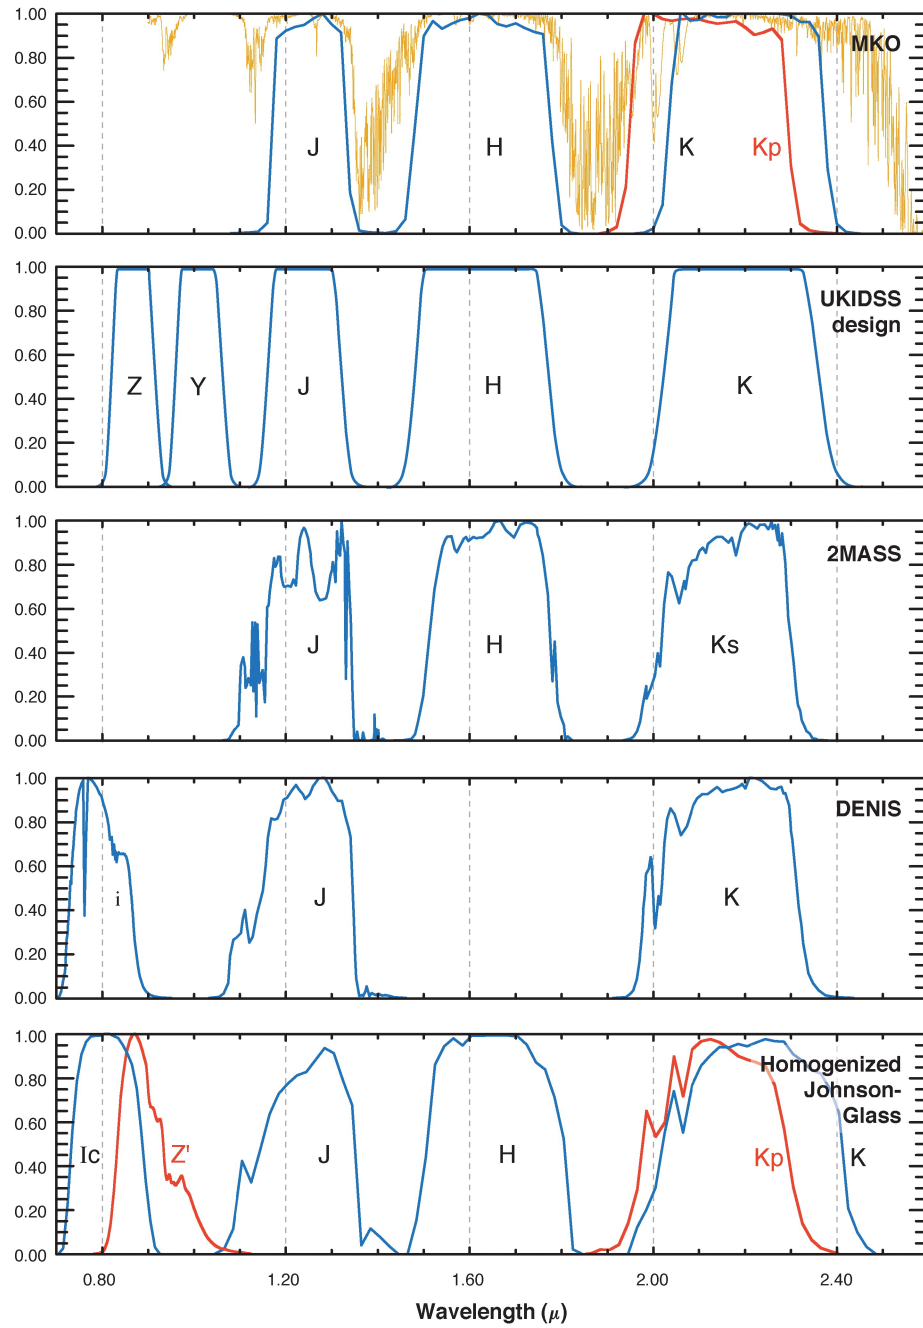 1.00
0.80
0.60
0.40
0.20
0.00
MKO
J
H
K
Kp
1.00
0.80
0.60
0.40
0.20
0.00
UKIDSS
design
Z
Y
J
H
K
1.00
0.80
0.60
0.40
0.20
0.00
2MASS
J
H
Ks
1.00
0.80
0.60
0.40
0.20
0.00
DENIS
i
J
K
1.00
0.80
0.60
0.40
0.20
0.00
Homogenized
Johnson-
Glass
Ic
Z'
J
H
Kp
K
0.80
1.20
1.60
2.00
2.40
Wavelength (μ)